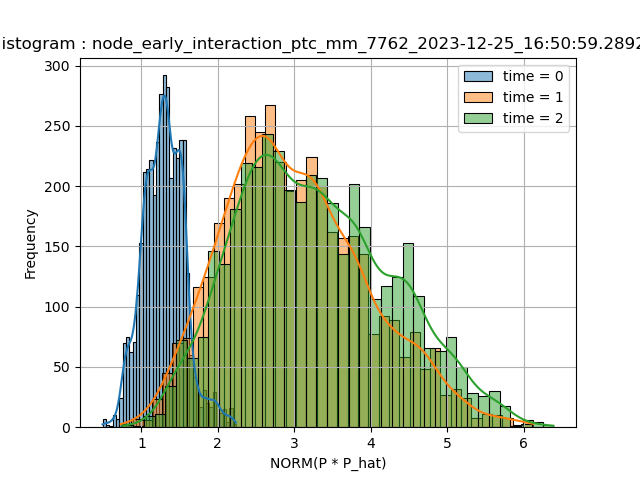 istogram : node_early_interaction_ptc_mm_7762_2023-12-25_16:50:59.2892
time = 0
time = 1
time = 2
Frequency
300
250
200
150
100
50
0
1 2 3 4 5 6
NORM(P * P_hat)